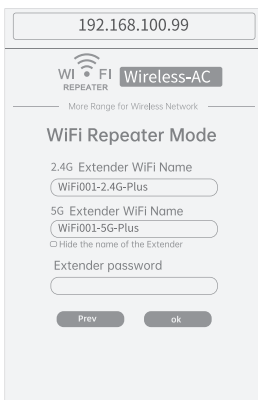 192.168.100.99
WI FI Wireless-AC
REPEATER
More Range for Wireless Network
WiFi Repeater Mode
2.4G Extender WiFi Name
WiFi001-2.4G-Plus
5G Extender WiFi Name
WiFi001-5G-Plus
Hide the name of the Extender
Extender password
Prev ok